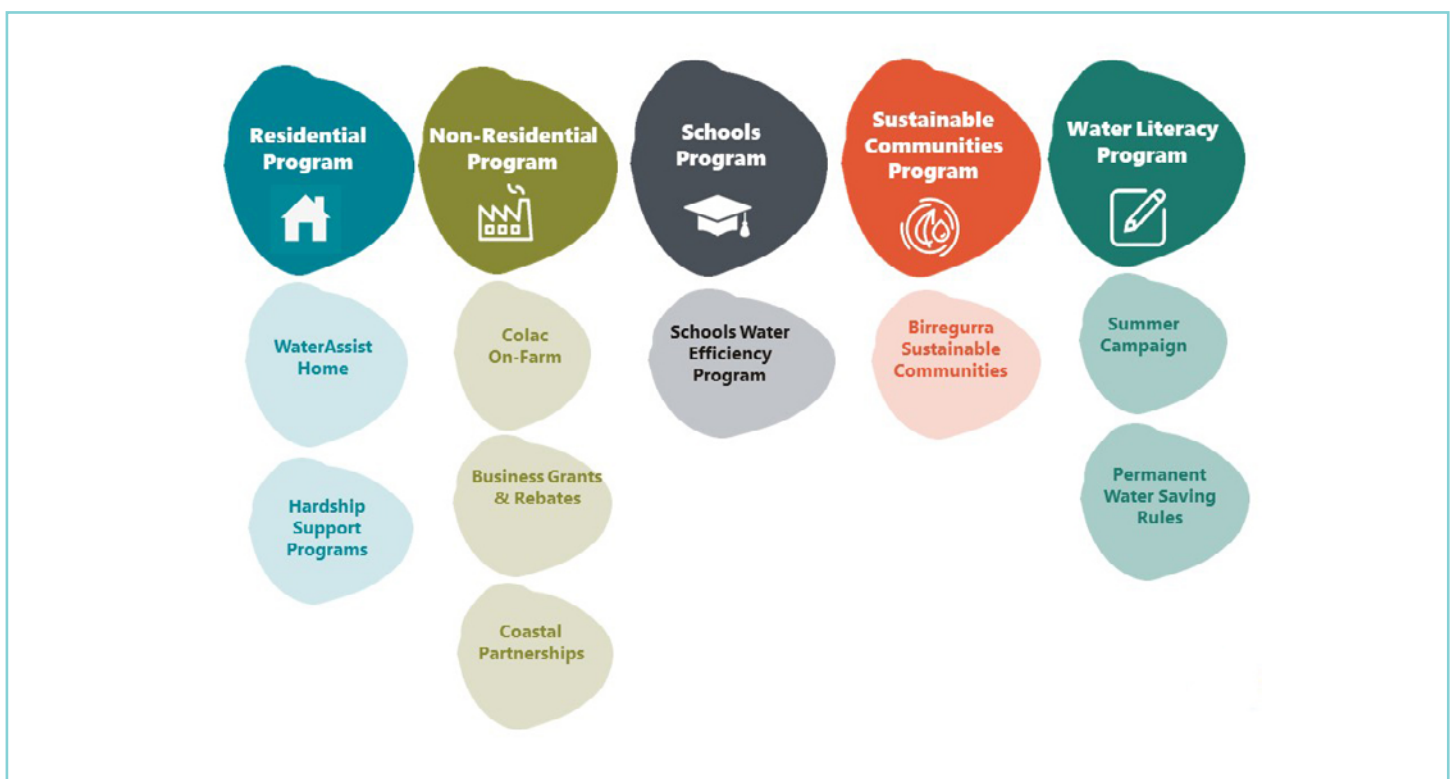 Residential
Program
Non-Residential
Program
Schools
Program
Sustainable
Communities
Program
Water Literacy
Program
WaterAssist
Home
Hardship
Support
Programs
Colac
On-Farm
Business Grants
& Rebates
Coastal
Partnerships
Schools Water
Efficiency
Program
Birregurra
Sustainable
Communities
Summer
Campaign
Permanent
Water Saving
Rules